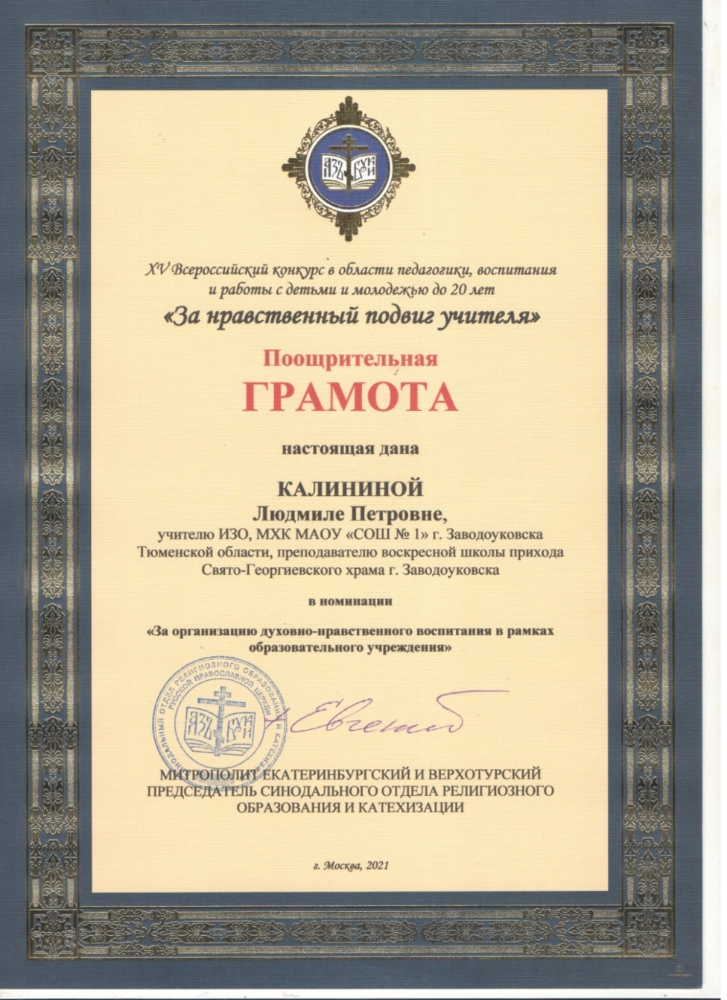 АЗЪ БУКИ
XV Всероссийский конкурс в области педагогики, воспитания
и работы с детьми и молодежью до 20 лет
«За нравственный подвиг учителя»
Поощрительная
ГРАМОТА
настоящая дана
КАЛИНИНОЙ
Людмиле Петровне,
учителю ИЗО, МХК МАОУ «СОШ № 1» г. Заводоуковска
Тюменской области, преподавателю воскресной школы прихода
Свято-Георгиевского храма г. Заводоуковска
в номинации
«За организацию духовно-нравственного воспитания в рамках
образовательного учреждения»
СИНОДАЛЬНЫЙ ОТДЕЛ РЕЛИГИОЗНОГО ОБРАЗОВАНИЯ И
РУССКОЙ ПРАВОСЛАВНОЙ ЦЕРКВИ
АЗЪ БУКИ
+ Евгений
МИТРОПОЛИТ ЕКАТЕРИНБУРГСКИЙ И ВЕРХОТУРСКИЙ
ПРЕДСЕДАТЕЛЬ СИНОДАЛЬНОГО ОТДЕЛА РЕЛИГИОЗНОГО
ОБРАЗОВАНИЯ И КАТЕХИЗАЦИИ
г. Москва, 2021